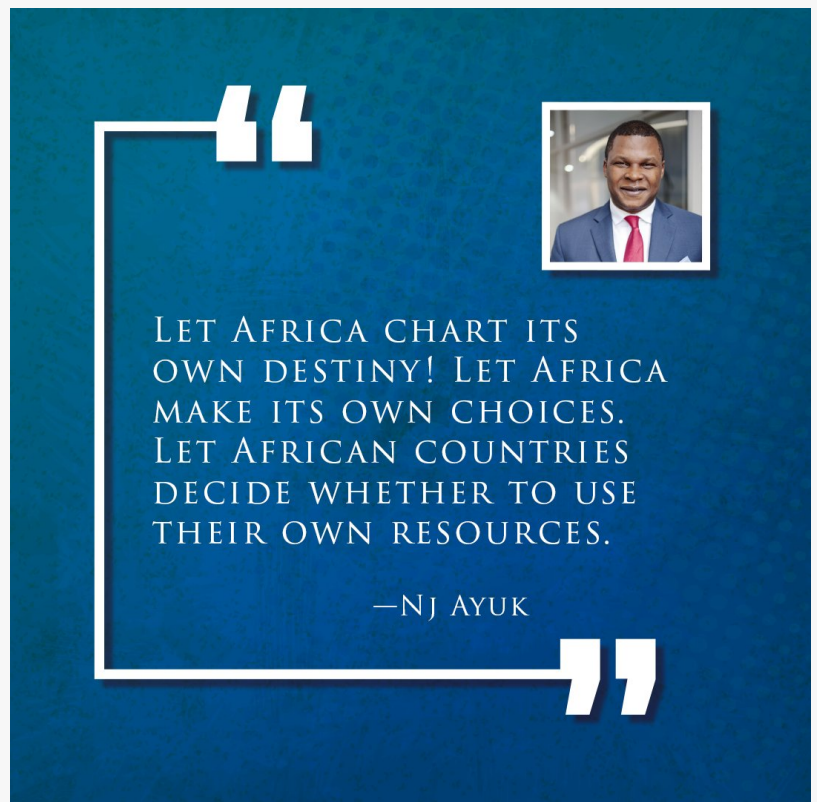 “
Let Africa chart its
own destiny! Let Africa
make its own choices.
Let African countries
decide whether to use
their own resources.
—Nj Ayuk
”